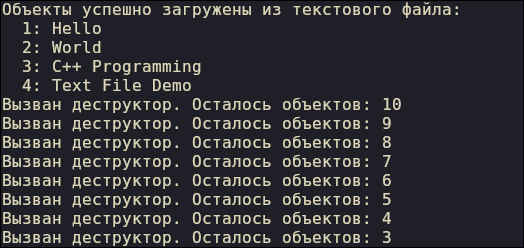 Объекты успешно загружены из текстового файла:
1: Hello
2: World
3: C++ Programming
4: Text File Demo
Вызван деструктор. Осталось объектов: 10
Вызван деструктор. Осталось объектов: 9
Вызван деструктор. Осталось объектов: 8
Вызван деструктор. Осталось объектов: 7
Вызван деструктор. Осталось объектов: 6
Вызван деструктор. Осталось объектов: 5
Вызван деструктор. Осталось объектов: 4
Вызван деструктор. Осталось объектов: 3